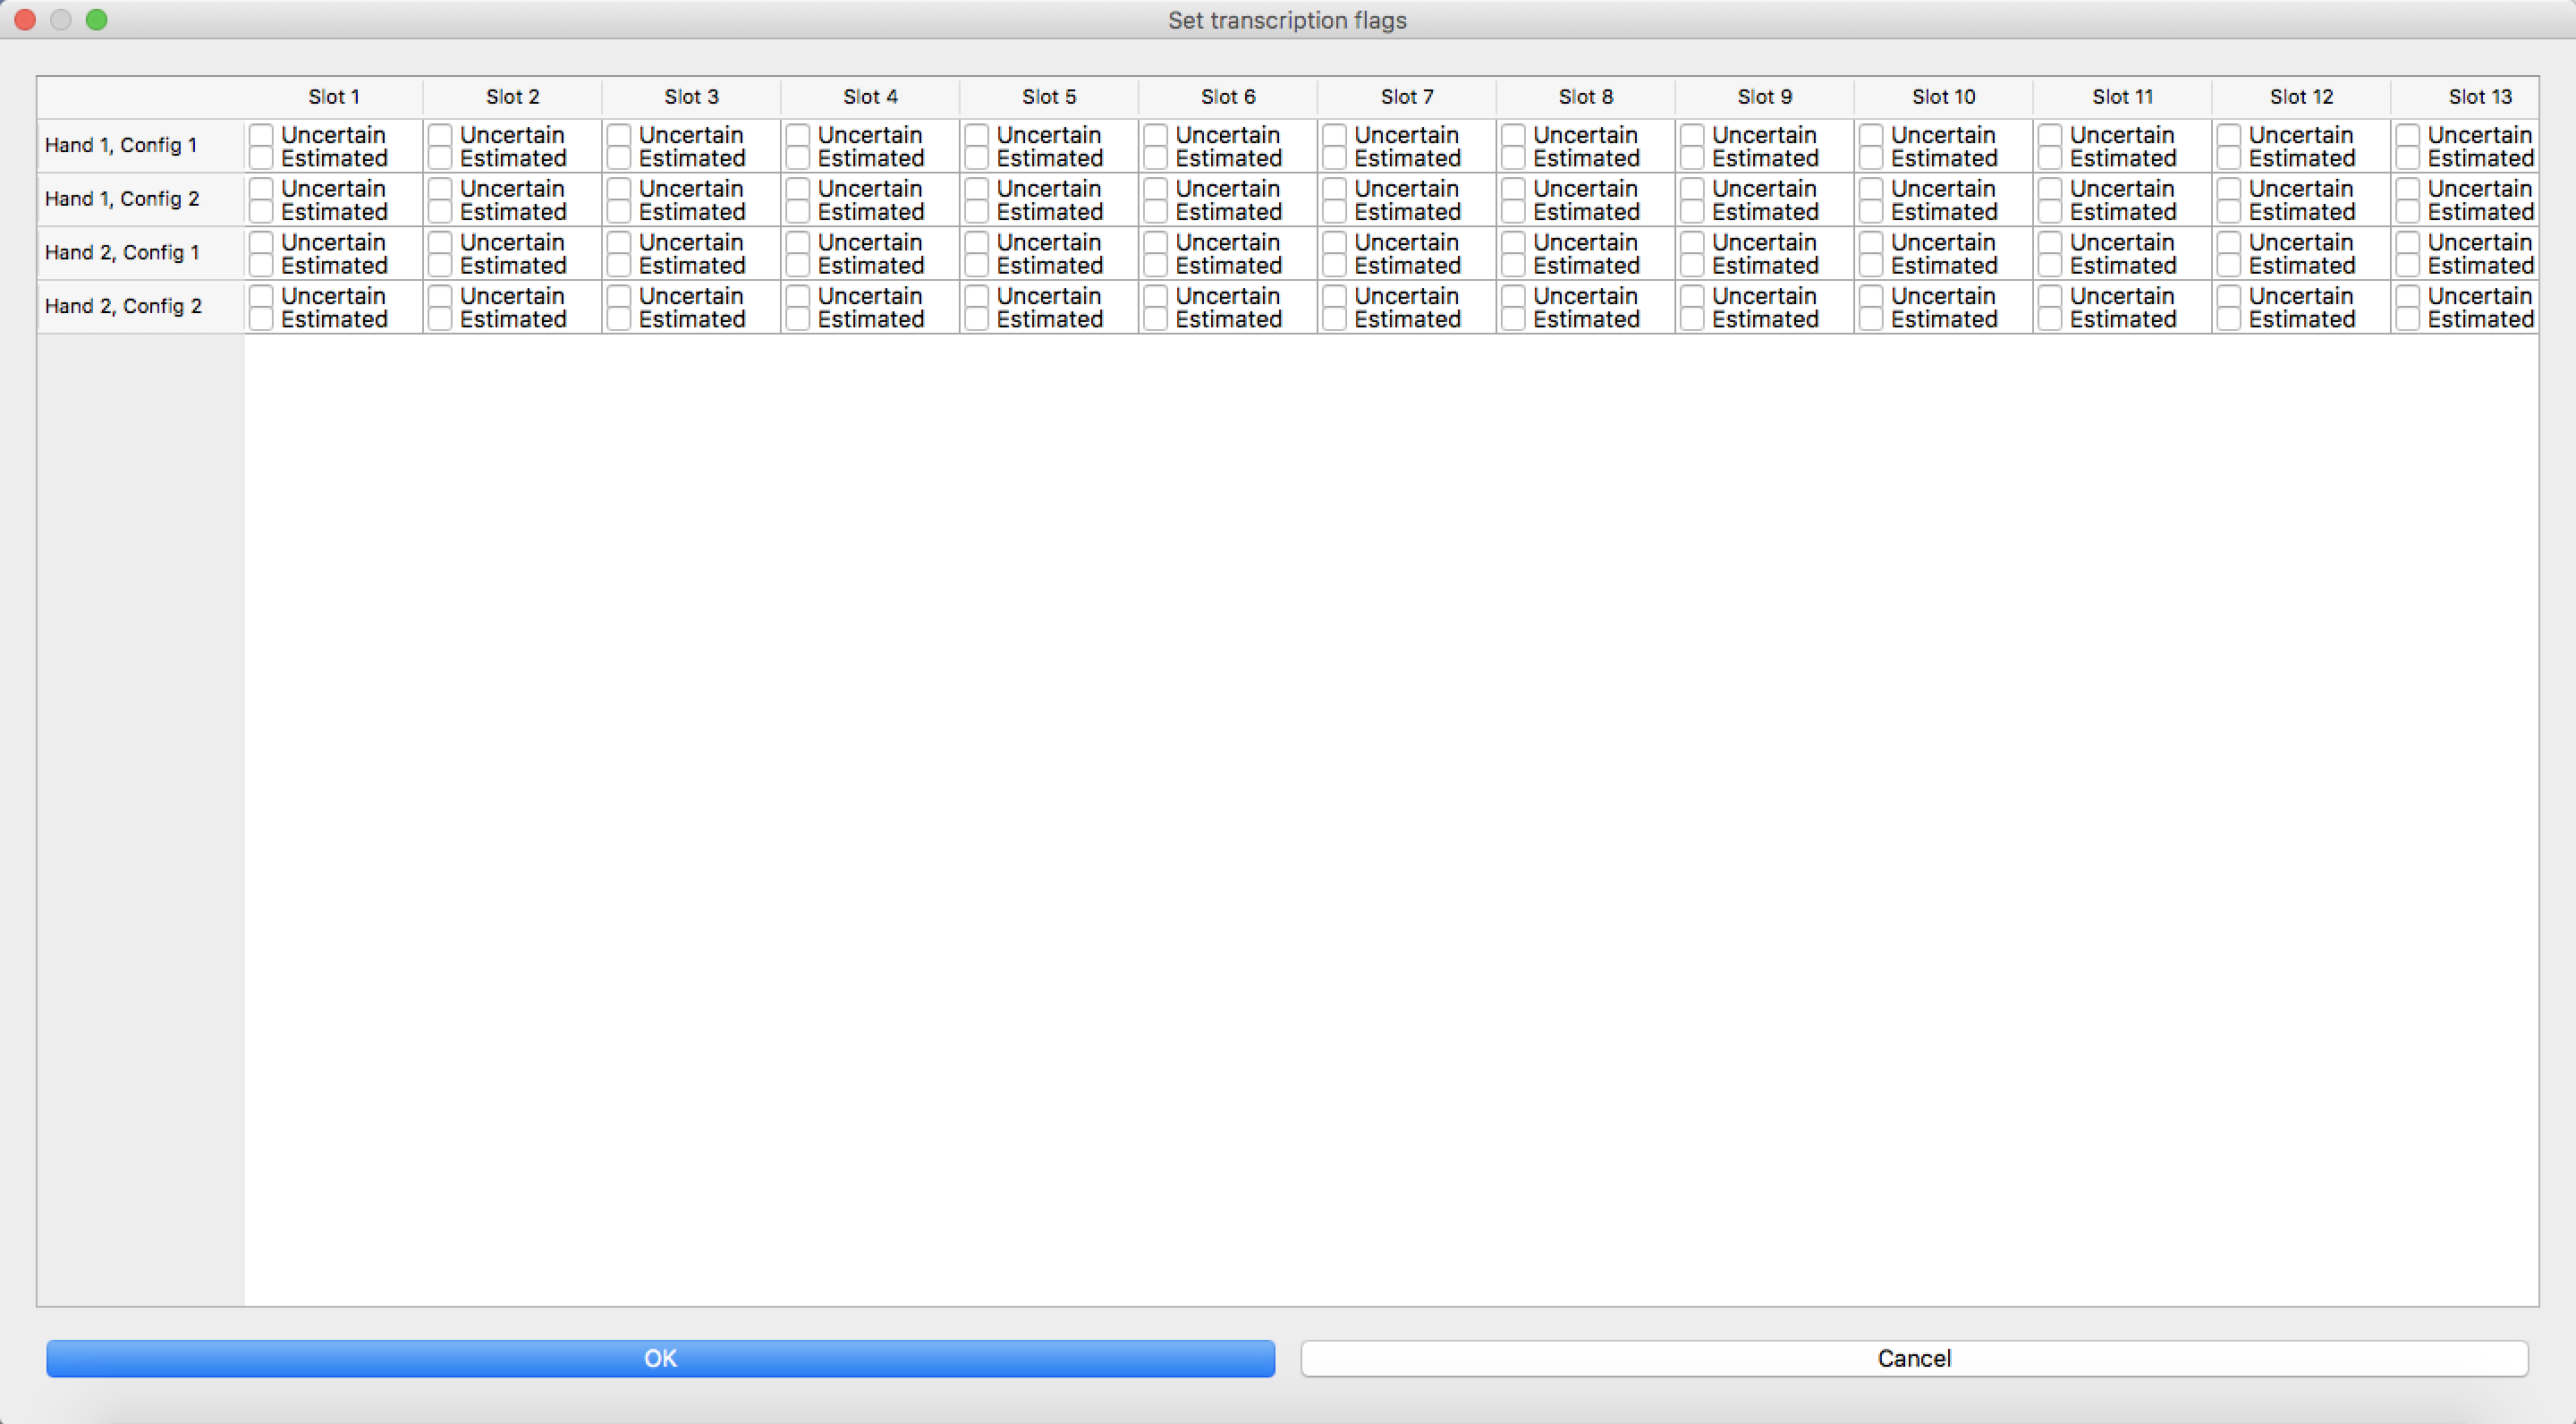 Set transcription flags
Slot 1 Slot 2 Slot 3 Slot 4 Slot 5 Slot 6 Slot 7 Slot 8 Slot 9 Slot 10 Slot 11 Slot 12 Slot 13
Hand 1, Config 1
Uncertain Uncertain Uncertain Uncertain Uncertain Uncertain Uncertain Uncertain Uncertain Uncertain Uncertain Uncertain Uncertain
Estimated Estimated Estimated Estimated Estimated Estimated Estimated Estimated Estimated Estimated Estimated Estimated Estimated
Hand 1, Config 2
Uncertain Uncertain Uncertain Uncertain Uncertain Uncertain Uncertain Uncertain Uncertain Uncertain Uncertain Uncertain Uncertain
Estimated Estimated Estimated Estimated Estimated Estimated Estimated Estimated Estimated Estimated Estimated Estimated Estimated
Hand 2, Config 1
Uncertain Uncertain Uncertain Uncertain Uncertain Uncertain Uncertain Uncertain Uncertain Uncertain Uncertain Uncertain Uncertain
Estimated Estimated Estimated Estimated Estimated Estimated Estimated Estimated Estimated Estimated Estimated Estimated Estimated
Hand 2, Config 2
Uncertain Uncertain Uncertain Uncertain Uncertain Uncertain Uncertain Uncertain Uncertain Uncertain Uncertain Uncertain Uncertain
Estimated Estimated Estimated Estimated Estimated Estimated Estimated Estimated Estimated Estimated Estimated Estimated Estimated
OK Cancel